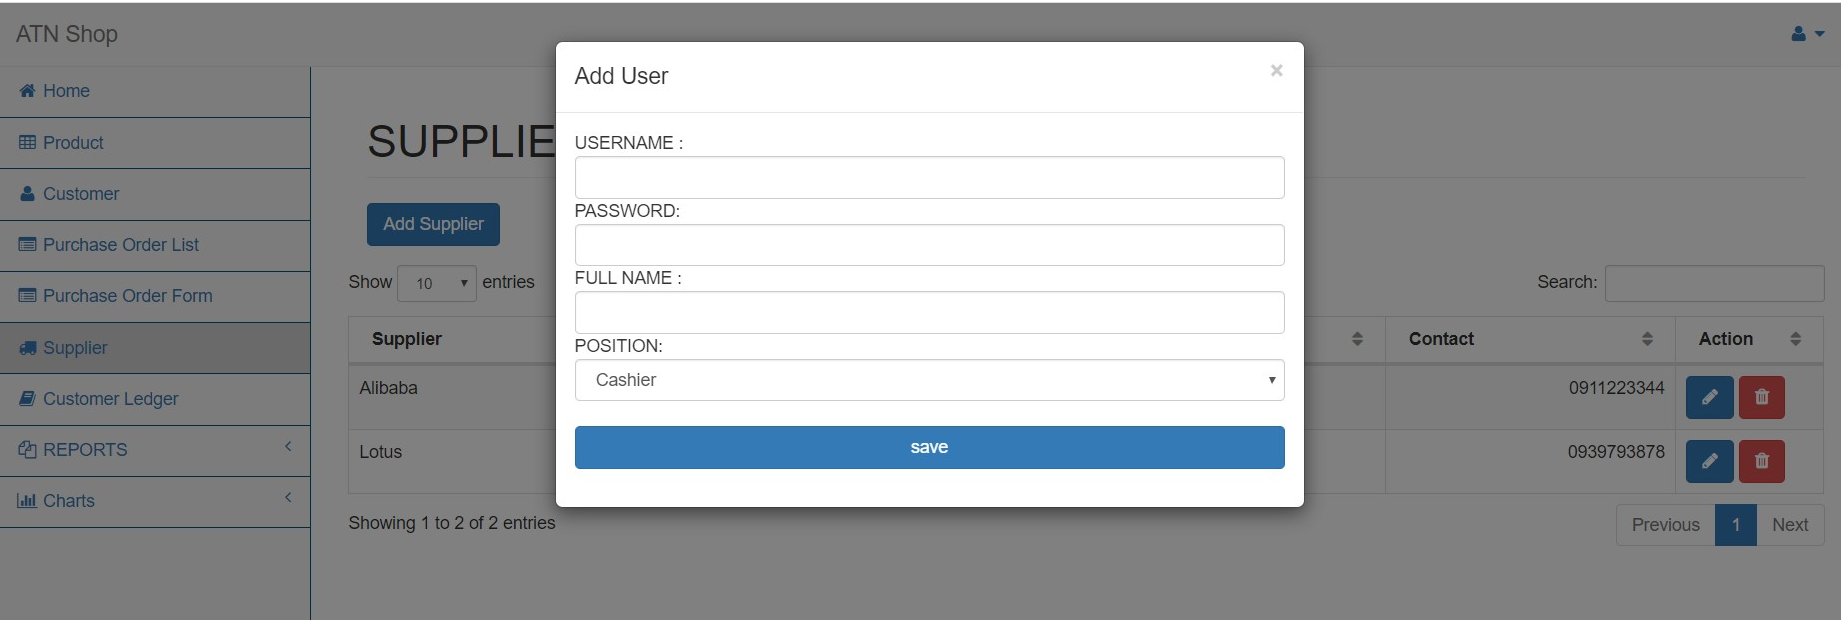 ATN Shop
Home
Product
Customer
Purchase Order List
Purchase Order Form
Supplier
Customer Ledger
REPORTS
Charts
SUPPLIE
Add Supplier
Show 10 entries
Search:
Supplier Contact Action
Alibaba 0911223344
Lotus 0939793878
Showing 1 to 2 of 2 entries
Previous 1 Next
Add User ×
USERNAME :
PASSWORD:
FULL NAME :
POSITION:
Cashier
save